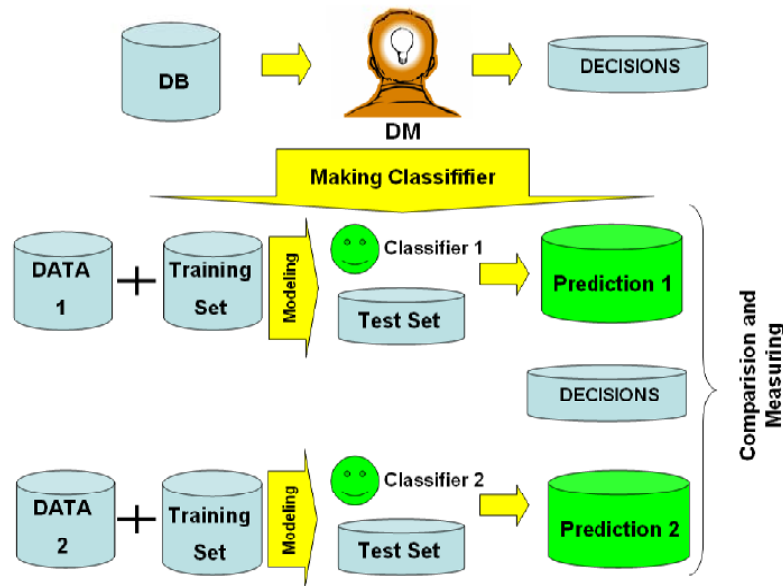 DB
DECISIONS
DM
Making Classififier
DATA
1
Training
Set
Modeling
Classifier 1
Test Set
Prediction 1
DECISIONS
Comparision and
Measuring
DATA
2
Training
Set
Modeling
Classifier 2
Test Set
Prediction 2